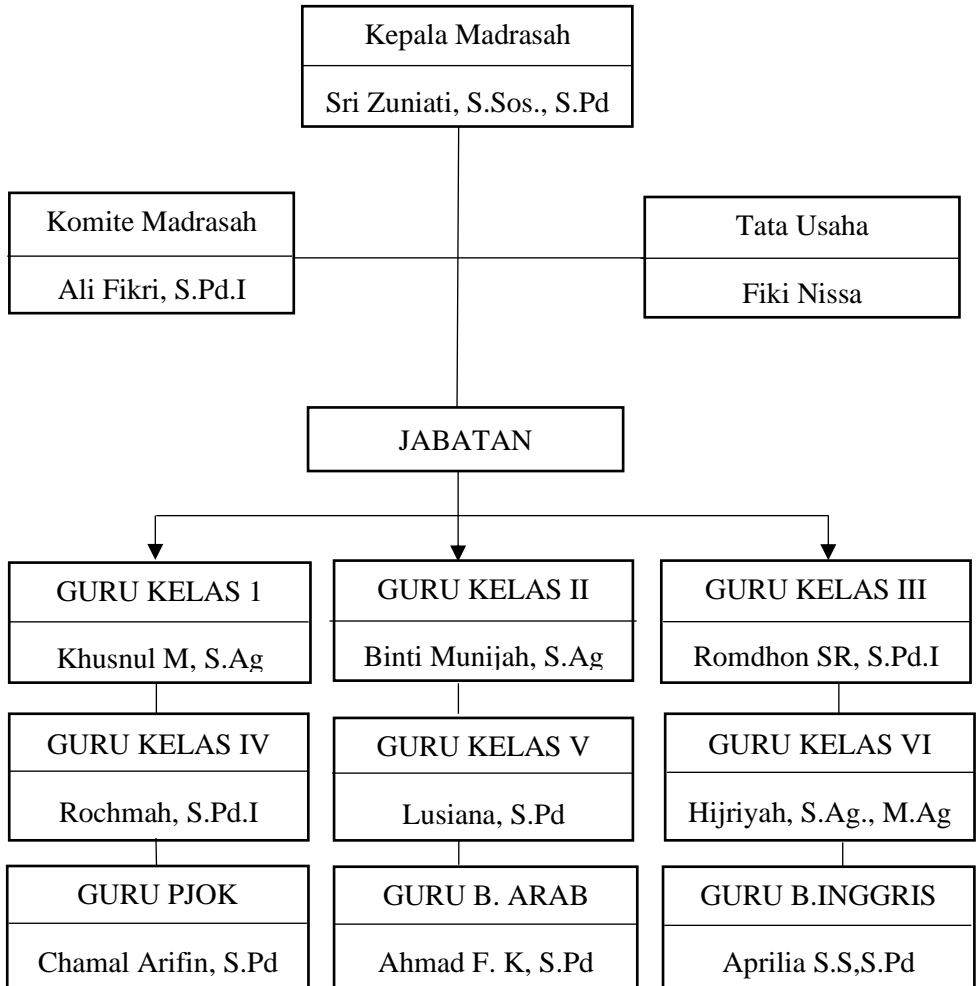 Kepala Madrasah
Sri Zuniati, S.Sos., S.Pd
Komite Madrasah
Ali Fikri, S.Pd.I
Tata Usaha
Fiki Nissa
JABATAN
GURU KELAS 1
Khusnul M, S.Ag
GURU KELAS II
Binti Munijah, S.Ag
GURU KELAS III
Romdhon SR, S.Pd.I
GURU KELAS IV
Rochmah, S.Pd.I
GURU KELAS V
Lusiana, S.Pd
GURU KELAS VI
Hijriyah, S.Ag., M.Ag
GURU PJOK
Chamal Arifin, S.Pd
GURU B. ARAB
Ahmad F. K, S.Pd
GURU B.INGGRIS
Aprilia S.S,S.Pd